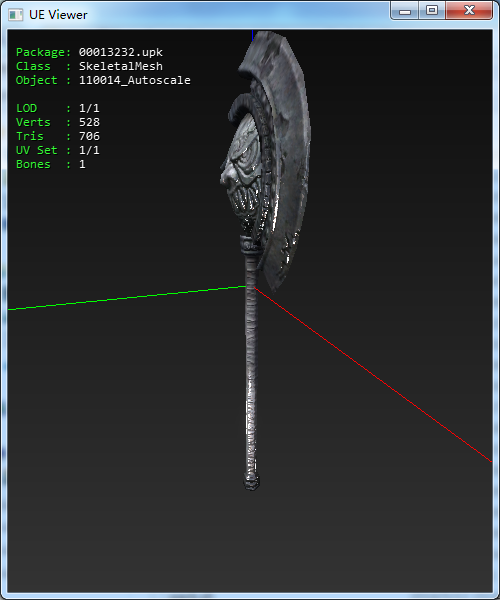 UE Viewer
Package: 00013232.upk
Class : SkeletalMesh
Object : 110014_Autoscale
LOD : 1/1
Verts : 528
Tris : 706
UV Set : 1/1
Bones : 1